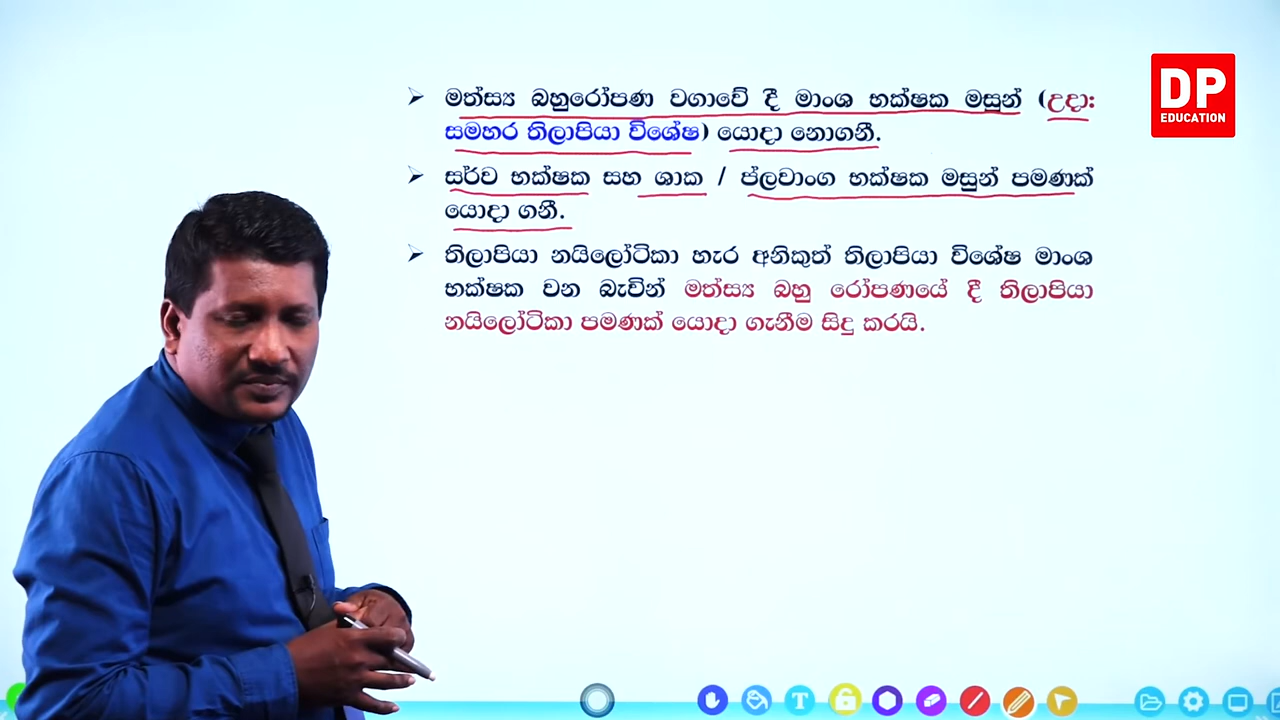 DP
EDUCATION
➢ මත්ස්‍ය බහුරෝපණ වගාවේ දී මාංශ භක්ෂක මසුන් (උදා:
සමහර තිලාපියා විශේෂ) යොදා නොගනී.
➢ සර්ව භක්ෂක සහ ශාක / ප්ලවාංග භක්ෂක මසුන් පමණක්
යොදා ගනී.
➢ තිලාපියා නයිලෝටිකා හැර අනිකුත් තිලාපියා විශේෂ මාංශ
භක්ෂක වන බැවින් මත්ස්‍ය බහු රෝපණයේ දී තිලාපියා
නයිලෝටිකා පමණක් යොදා ගැනීම සිදු කරයි.